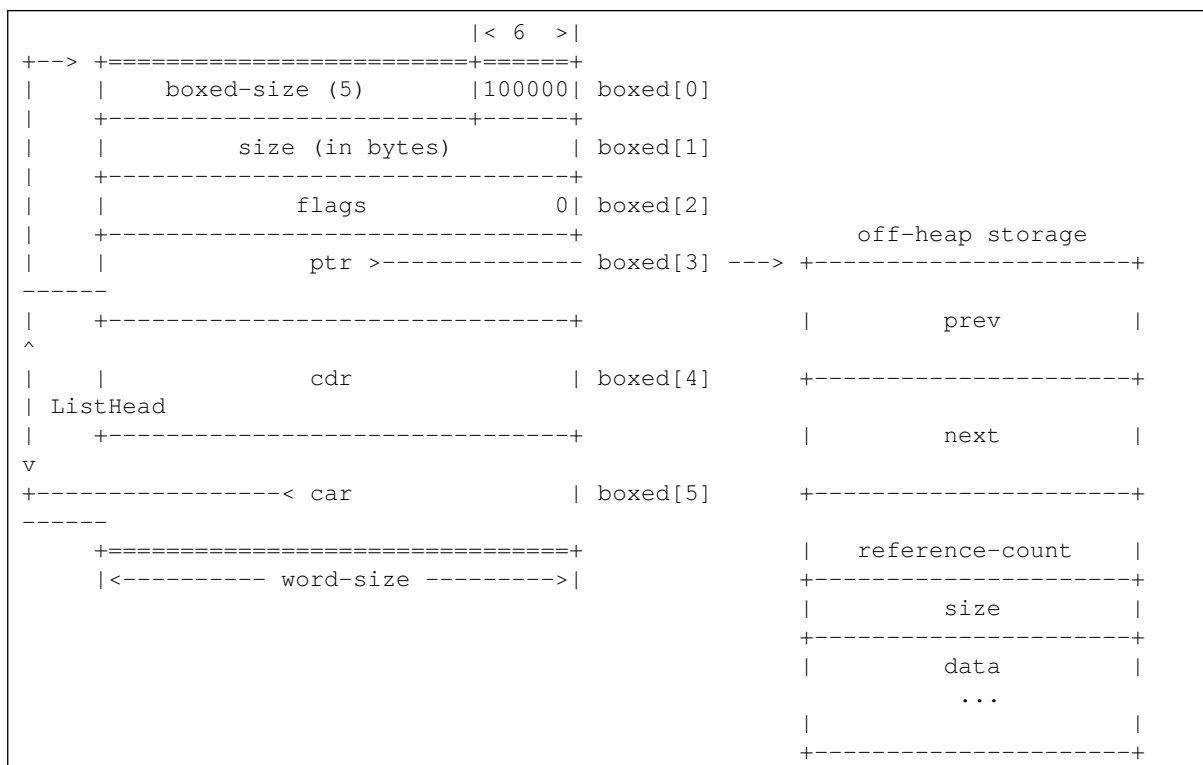 |< 6  >|
+--> +=========================+======+
|    |    boxed-size (5)       |100000| boxed[0]
|    +-------------------------+------+
|    |         size (in bytes)        | boxed[1]
|    +--------------------------------+
|    |             flags             0| boxed[2]
|    +--------------------------------+                   off-heap storage
|    |              ptr >-------------- boxed[3] ---> +----------------------+
------
|    +--------------------------------+               |         prev         |
^
|    |              cdr               | boxed[4]      +----------------------+
| ListHead
|    +--------------------------------+               |         next         |
v
+-----------------< car               | boxed[5]      +----------------------+
------
     +================================+               |   reference-count    |
     |<---------- word-size --------->|               +----------------------+
                                                      |         size         |
                                                      +----------------------+
                                                      |         data         |
                                                                 ...
                                                      |                      |
                                                      +----------------------+